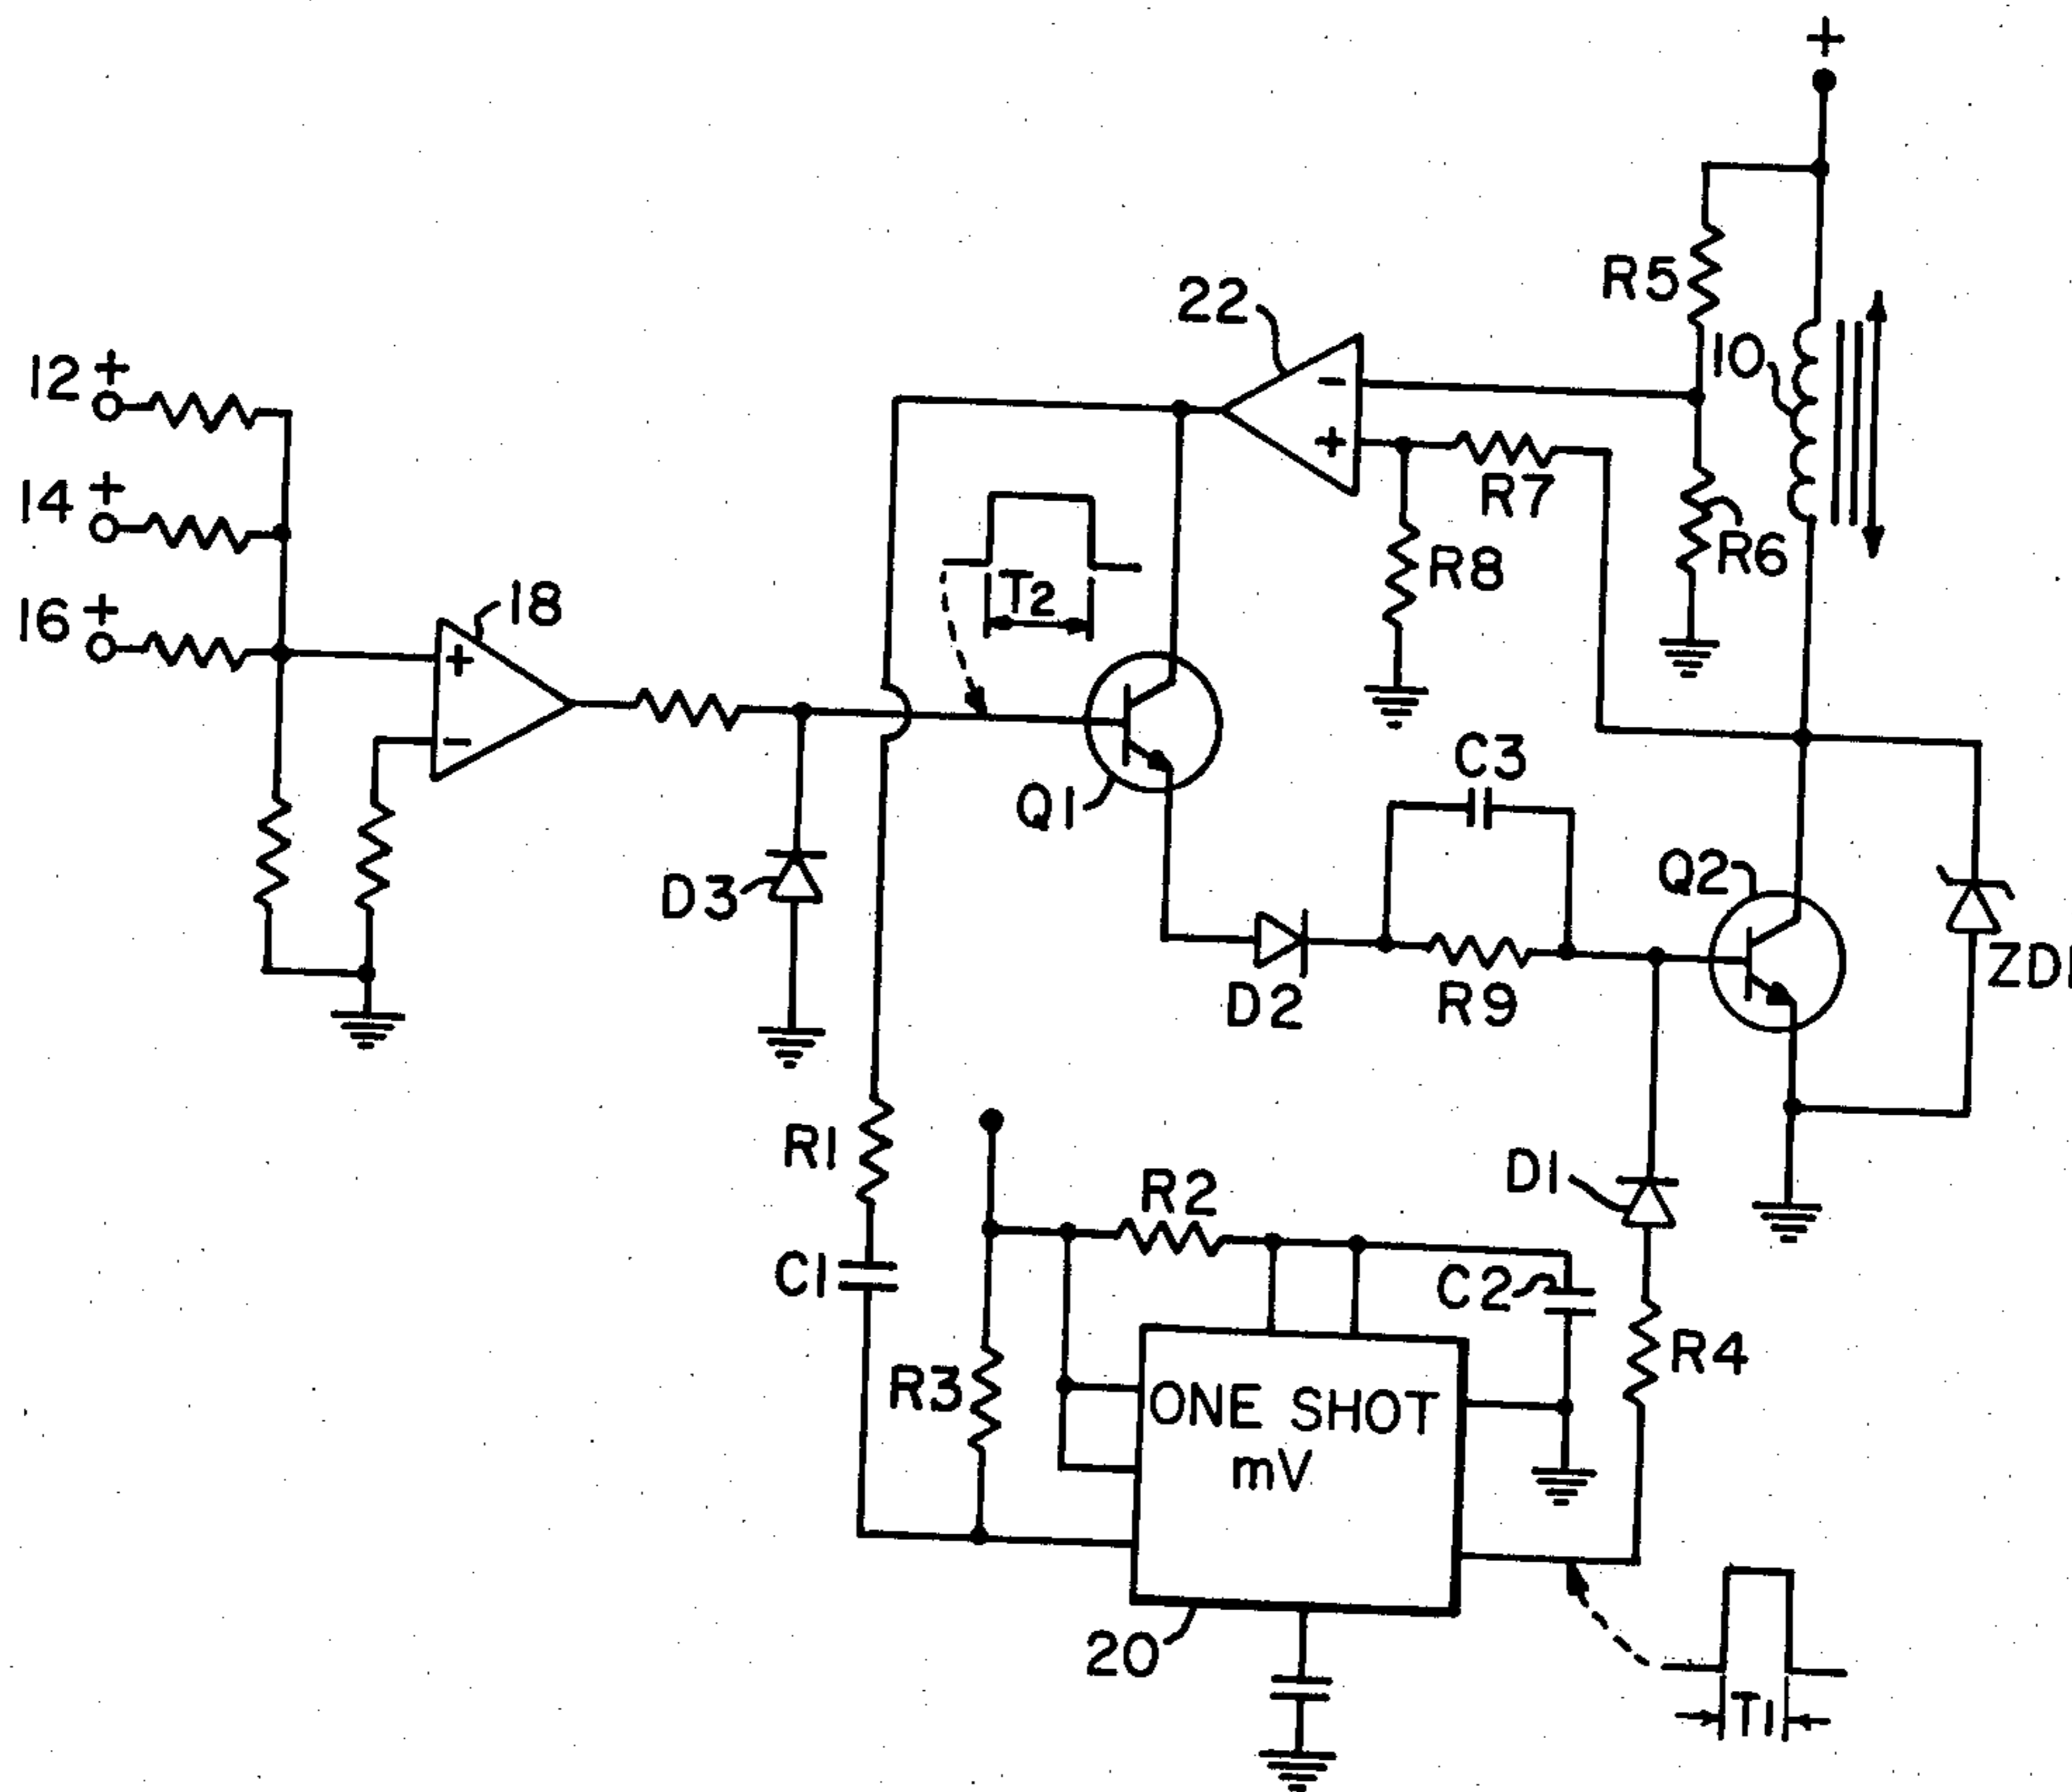 +
R5
22
10
12 +
-
+
14 +
R7
R8
R6
T2
16 +
18
+
-
C3
Q1
Q2
D3
D2
R9
ZD1
R1
D1
R2
C1
C2
R3
R4
ONE SHOT
mV
20
T1